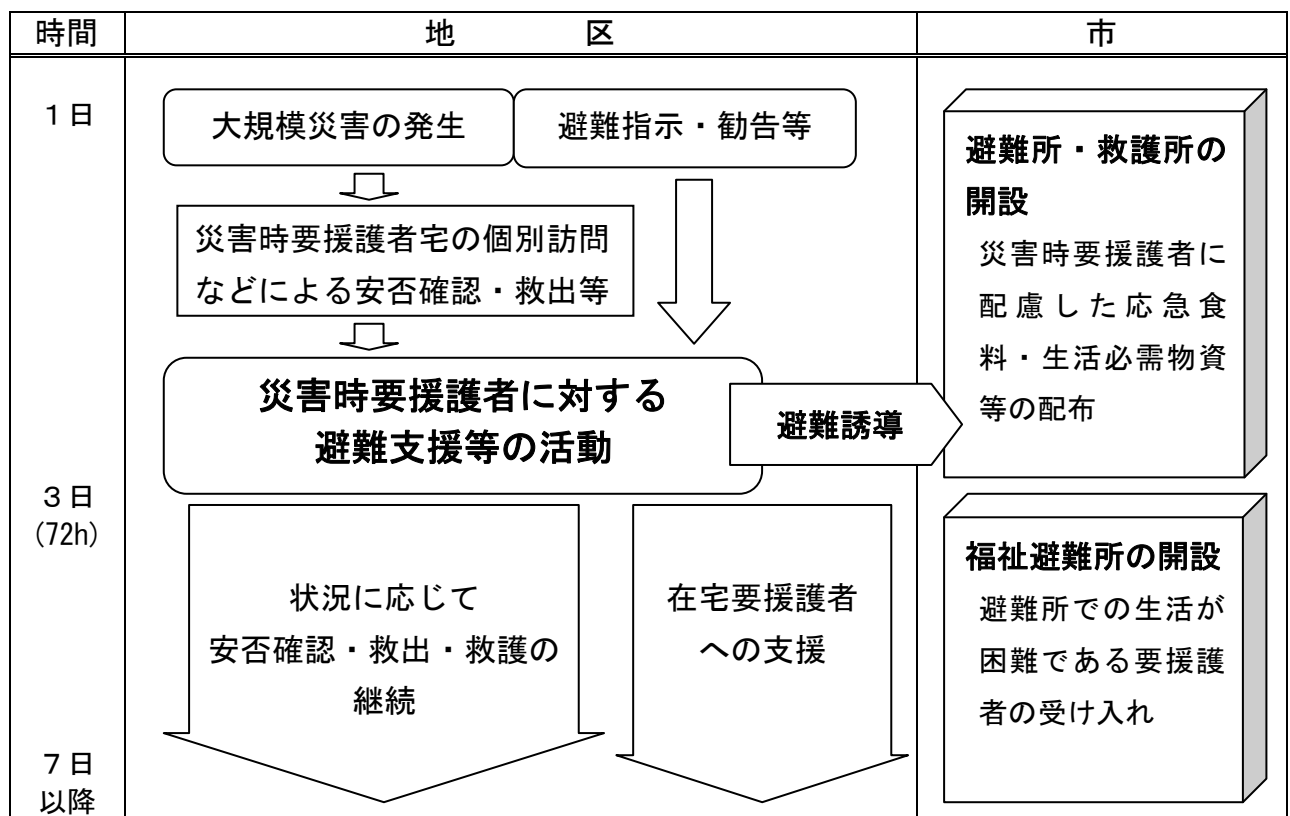 時間
地 区
市
1日
大規模災害の発生
避難指示・勧告等
災害時要援護者宅の個別訪問
などによる安否確認・救出等
災害時要援護者に対する
避難支援等の活動
避難誘導
避難所・救護所の
開設
災害時要援護者に
配慮した応急食
料・生活必需物資
等の配布
3日
(72h)
状況に応じて
安否確認・救出・救護の
継続
在宅要援護者
への支援
福祉避難所の開設
避難所での生活が
困難である要援護
者の受け入れ
7日
以降